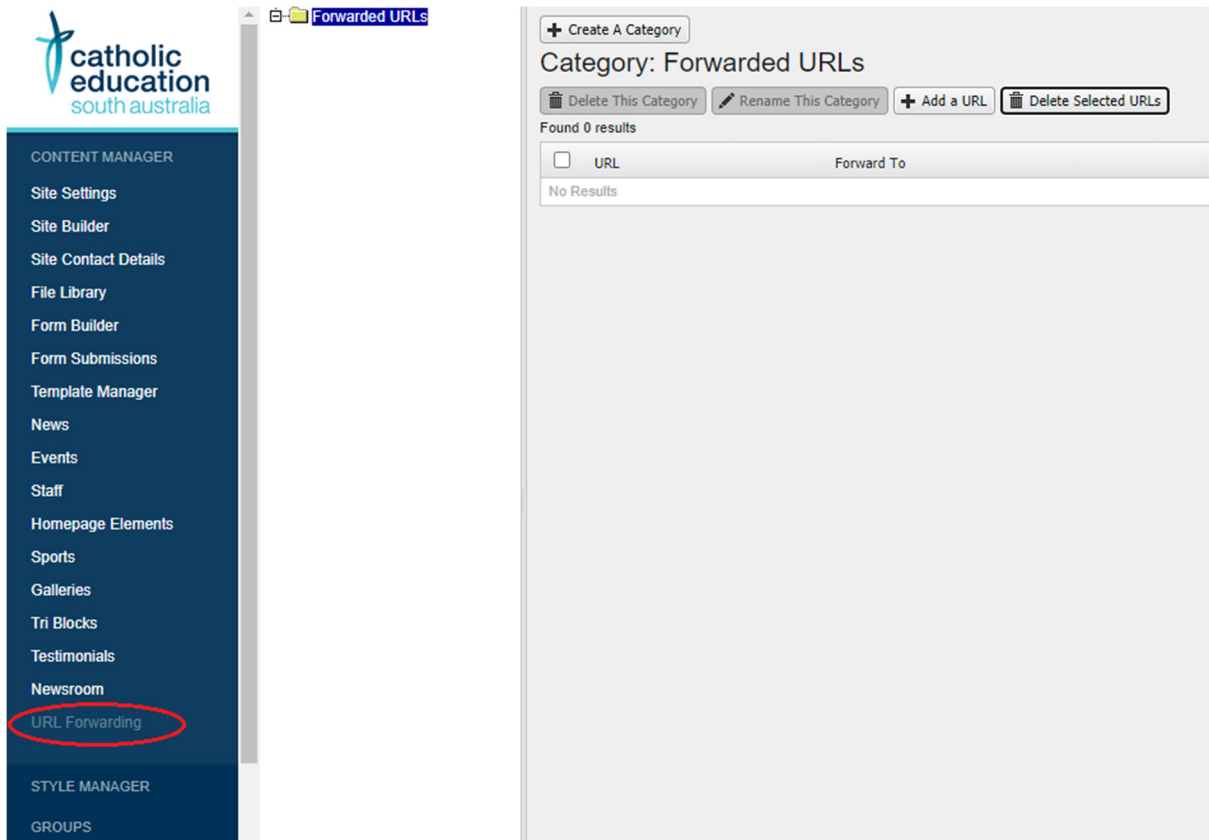 catholic
education
south australia
CONTENT MANAGER
Site Settings
Site Builder
Site Contact Details
File Library
Form Builder
Form Submissions
Template Manager
News
Events
Staff
Homepage Elements
Sports
Galleries
Tri Blocks
Testimonials
Newsroom
URL Forwarding
STYLE MANAGER
GROUPS
Forwarded URLs
Create A Category
Category: Forwarded URLs
Delete This Category Rename This Category Add a URL Delete Selected URLs
Found 0 results
URL Forward To
No Results